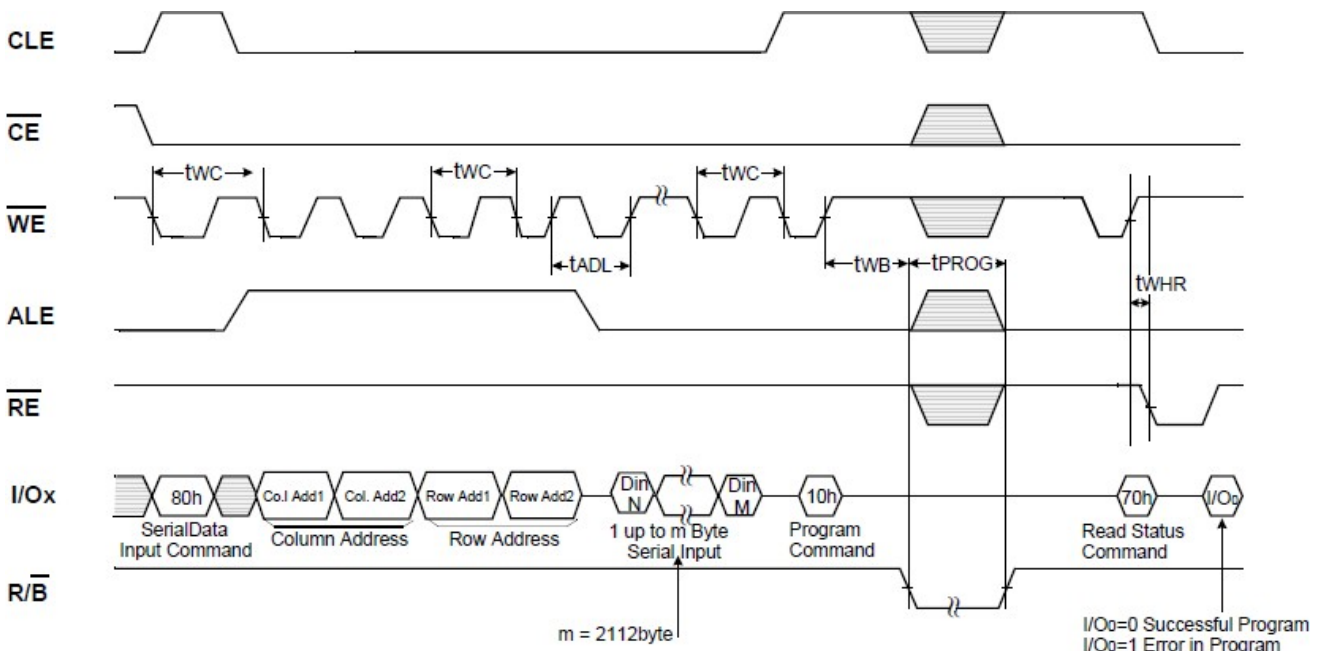 CLE
CE
tWC
tWC
tWC
WE
tADL
tWB
tPROG
tWHR
ALE
RE
I/Ox
80h
Co.l Add1
Col. Add2
Row Add1
Row Add2
Din
N
Din
M
10h
70h
I/O0
SerialData
Input Command
Column Address
Row Address
1 up to m Byte
Serial Input
Program
Command
Read Status
Command
R/B
m = 2112byte
I/O0=0 Successful Program
I/O0=1 Error in Program